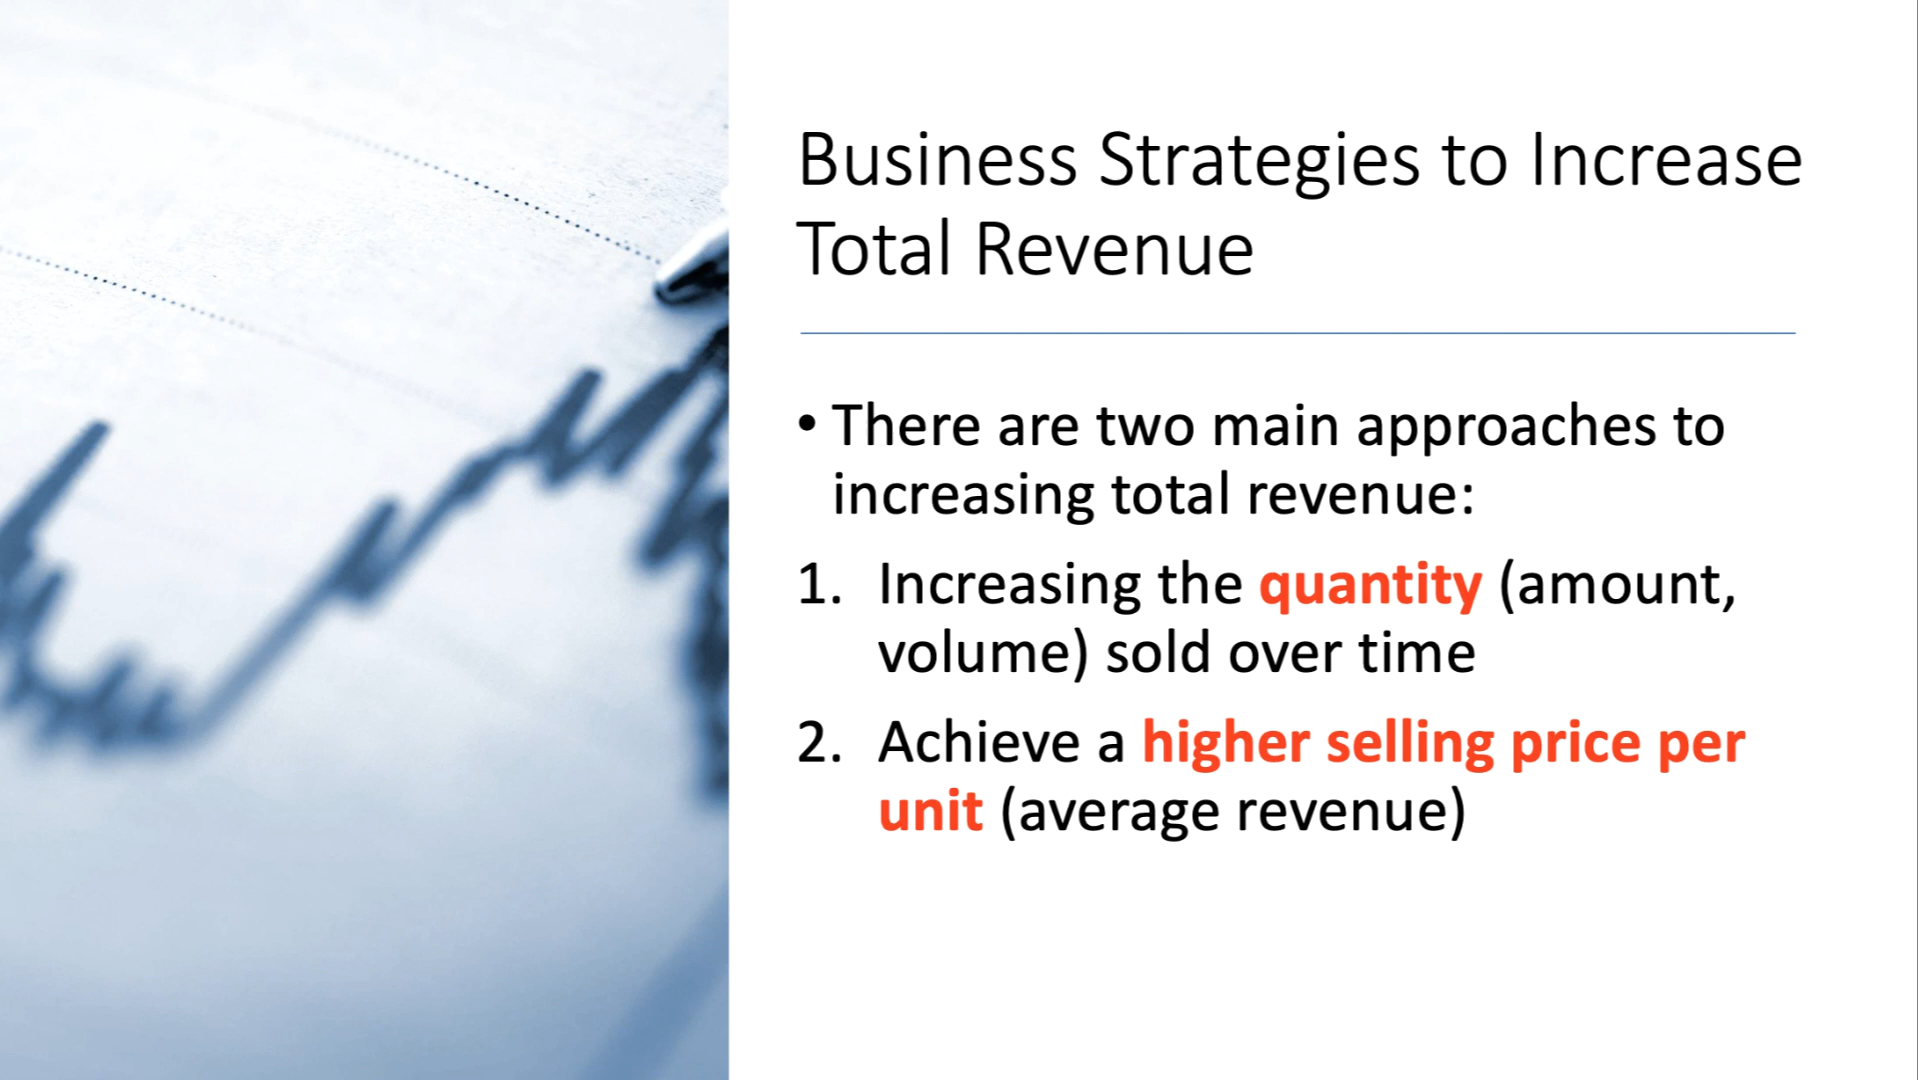 Business Strategies to Increase
Total Revenue
• There are two main approaches to
increasing total revenue:
1. Increasing the quantity (amount,
volume) sold over time
2. Achieve a higher selling price per
unit (average revenue)